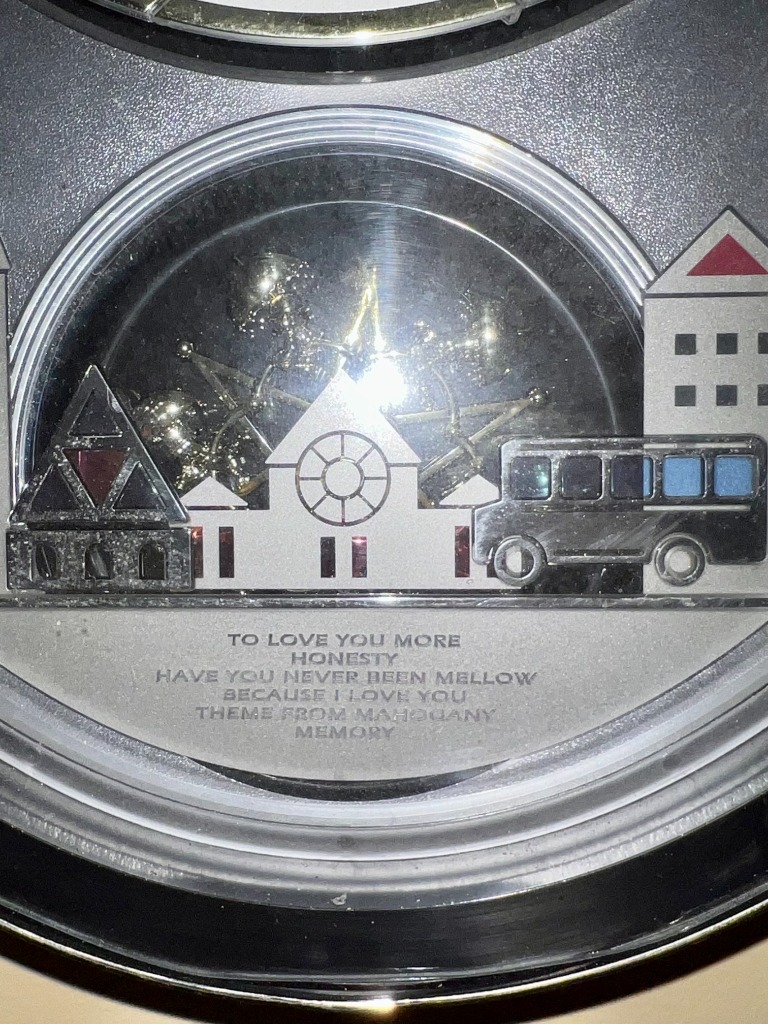 TO LOVE YOU MORE
HONESTY
HAVE YOU NEVER BEEN MELLOW
BECAUSE I LOVE YOU
THEME FROM MAHOGANY
MEMORY